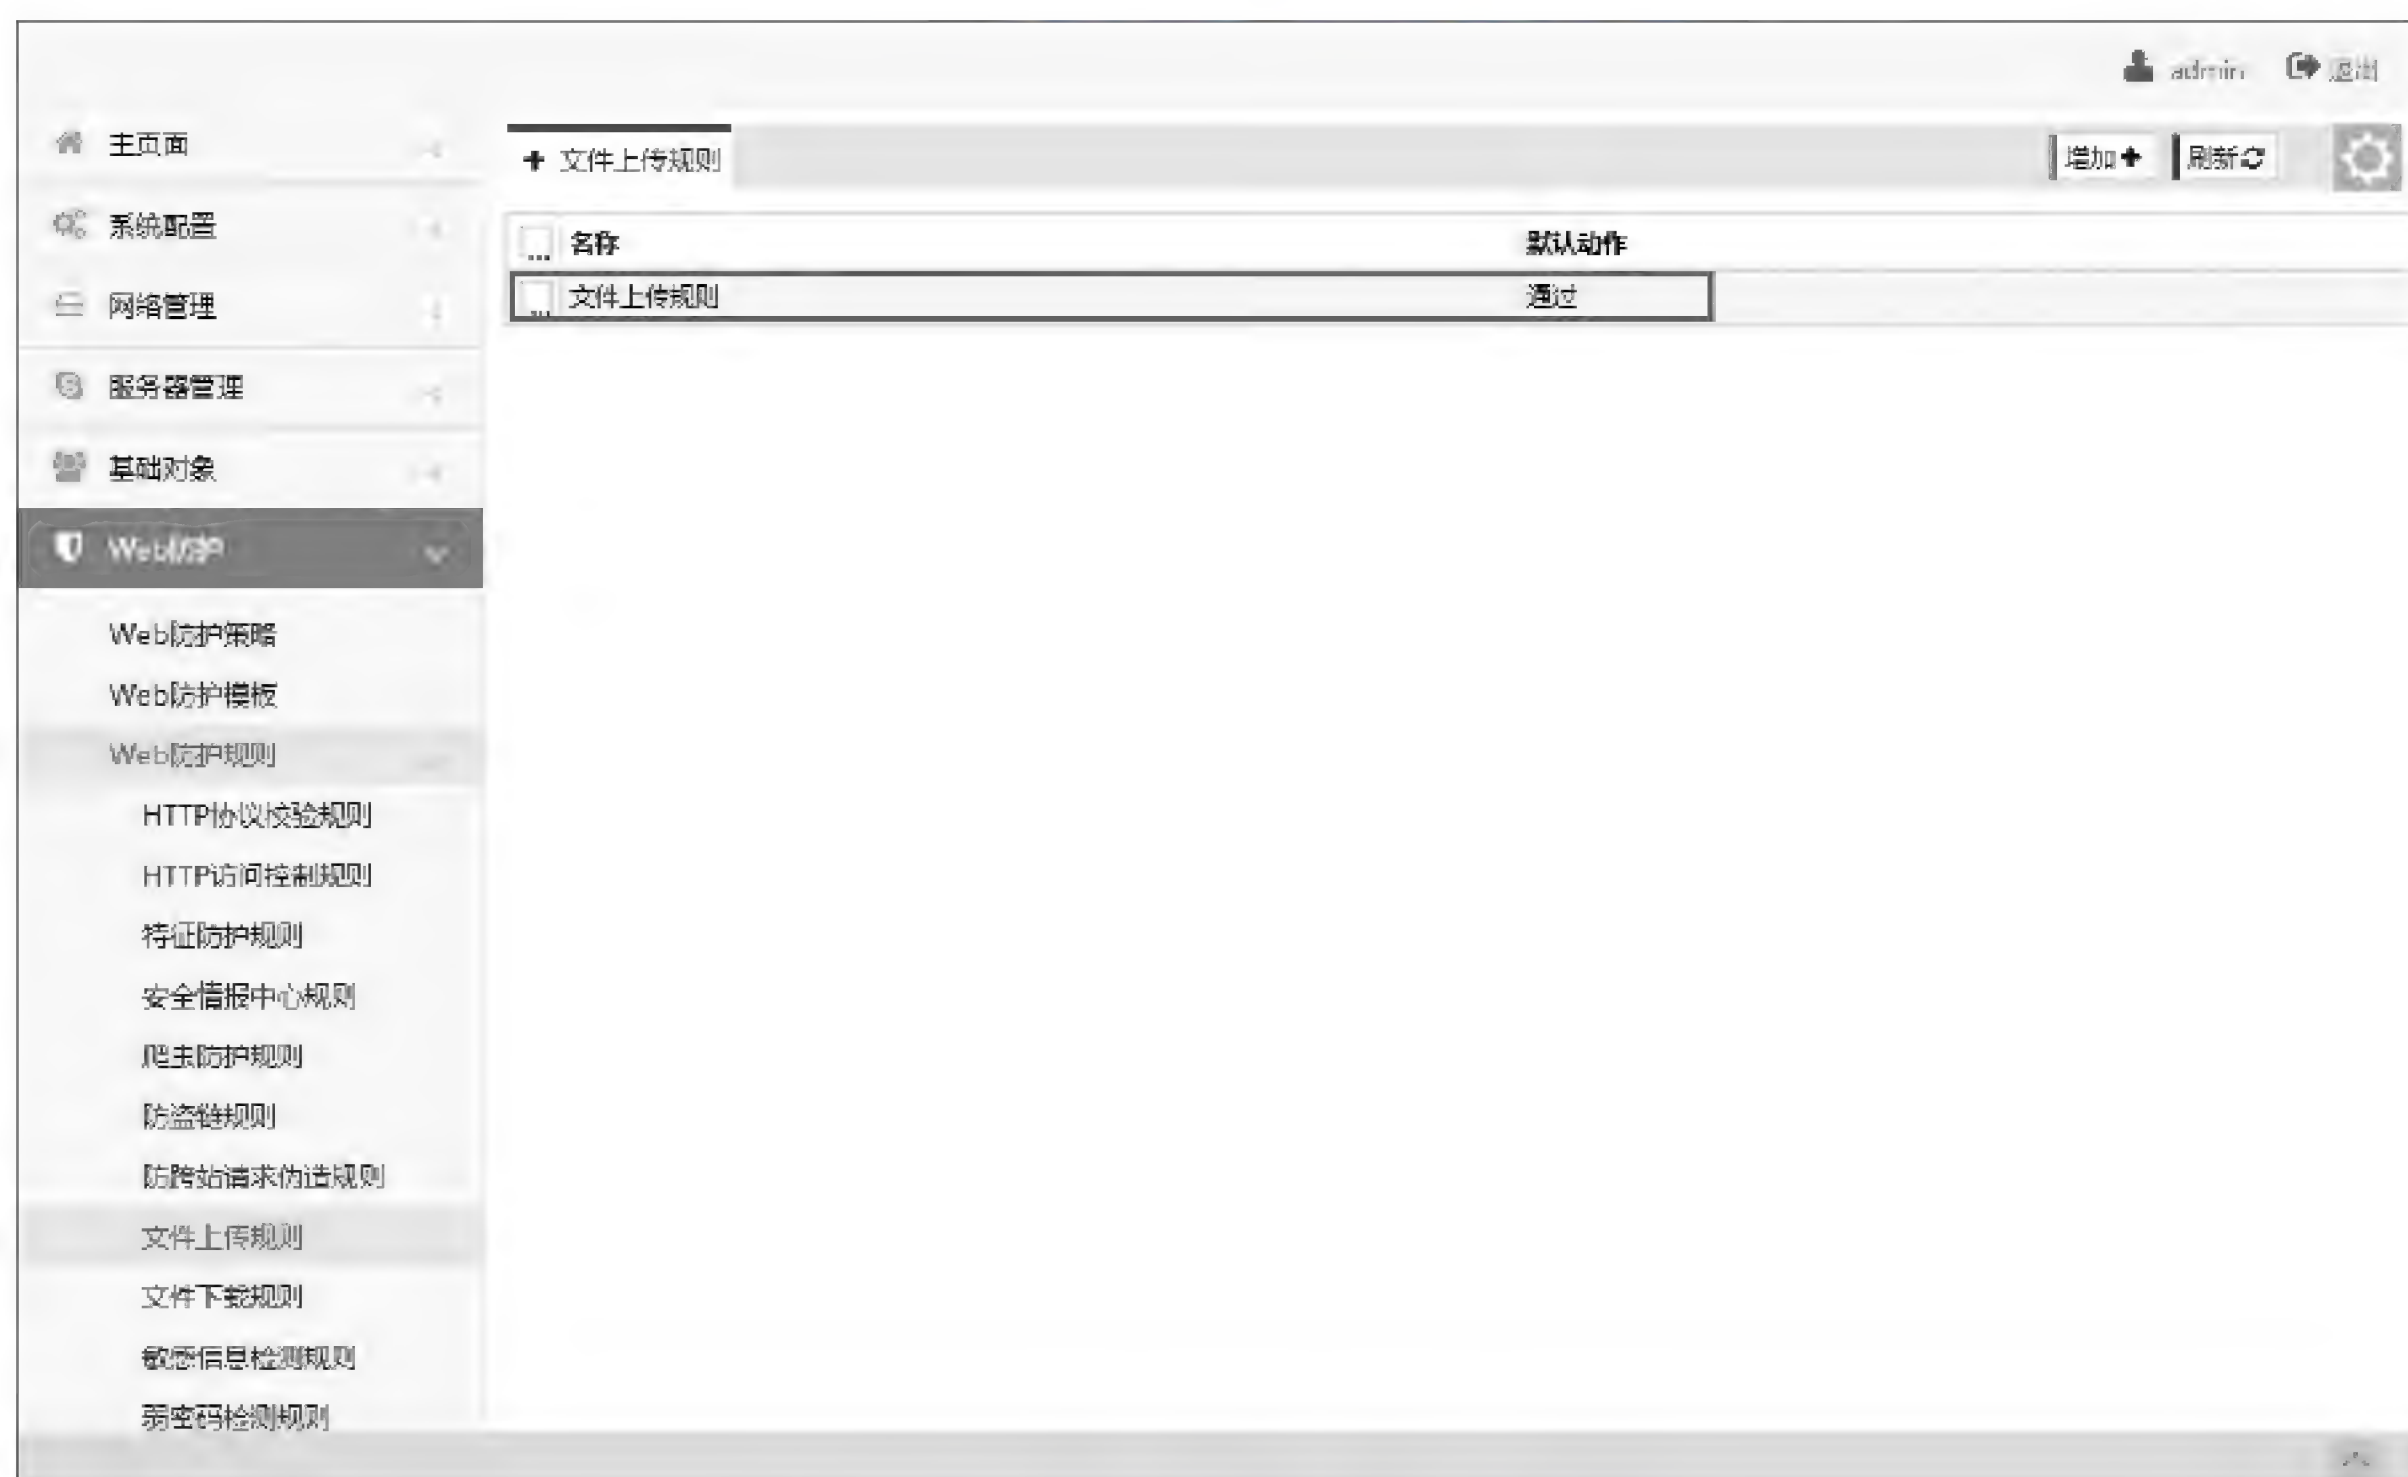 admin 退出
主页面
+ 文件上传规则
增加+
刷新
系统配置
名称 默认动作
文件上传规则 通过
网络管理
服务器管理
基础对象
Web防护
Web防护策略
Web防护模板
Web防护规则
HTTP协议校验规则
HTTP访问控制规则
特征防护规则
安全情报中心规则
爬虫防护规则
防盗链规则
防跨站请求伪造规则
文件上传规则
文件下载规则
敏感信息检测规则
弱密码检测规则